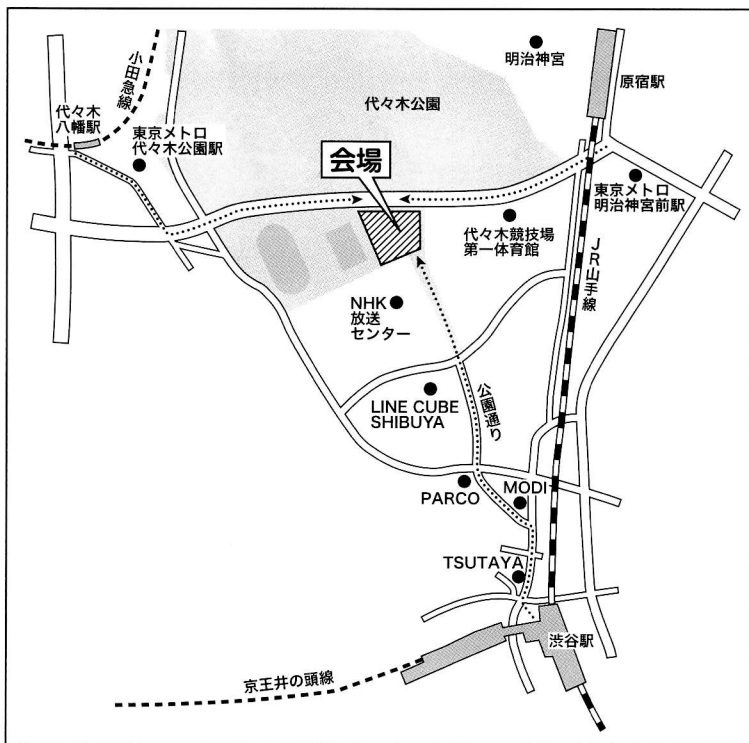 明治神宮
原宿駅
小田急線
代々木
八幡駅
東京メトロ
代々木公園駅
代々木公園
会場
東京メトロ
明治神宮前駅
代々木競技場
第一体育館
JR山手線
NHK
放送
センター
LINE CUBE
SHIBUYA
公園通り
PARCO
MODI
TSUTAYA
渋谷駅
京王井の頭線